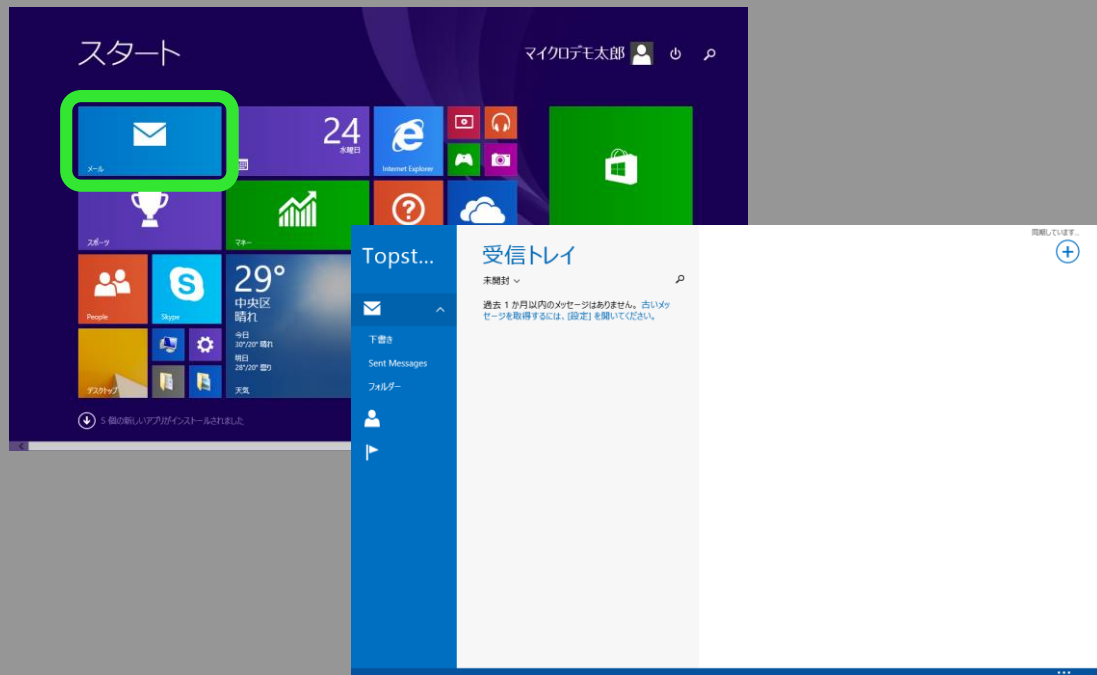 スタート
マイクロデモ太郎
メール
24
水曜日
Internet Explorer
スポーツ
マネー
People
Skype
29°
中央区
晴れ
今日
30°/20° 晴れ
明日
28°/20° 曇り
天気
デスクトップ
5 個の新しいアプリがインストールされました
Topst...
受信トレイ
未開封
過去 1 か月以内のメッセージはありません。古いメッ
セージを取得するには、[設定] を開いてください。
下書き
Sent Messages
フォルダー
同期しています...